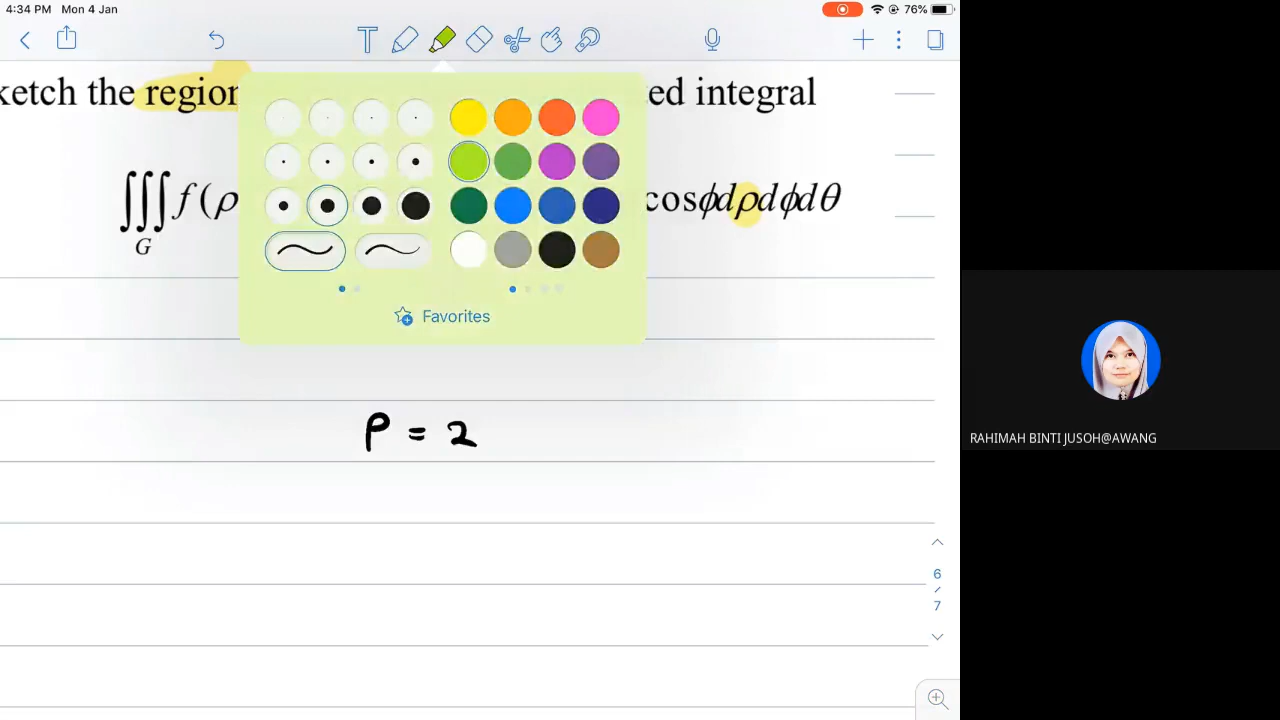 4:34 PM Mon 4 Jan 76%
ketch the region ed integral
∭ f(ρ cosϕdρdϕdθ
G
Favorites
ρ = 2
6
/
7
RAHIMAH BINTI JUSOH@AWANG